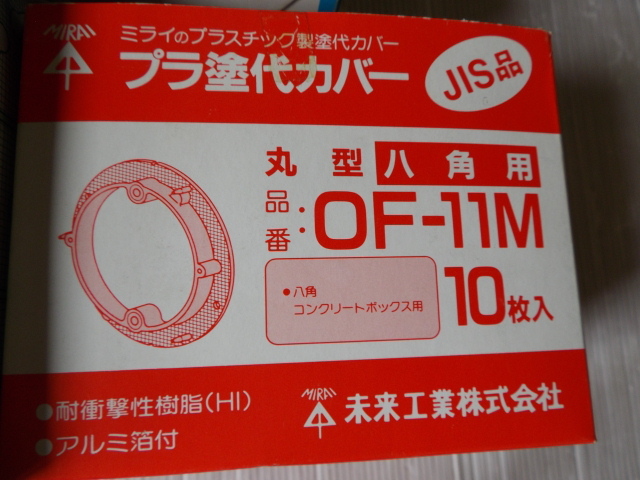 MIRAI
ミライのプラスチック製塗代カバー
プラ塗代カバー
JIS品
丸型 八角用
品番：OF-11M
●八角
コンクリートボックス用
10枚入
●耐衝撃性樹脂(HI)
●アルミ箔付
MIRAI
未来工業株式会社